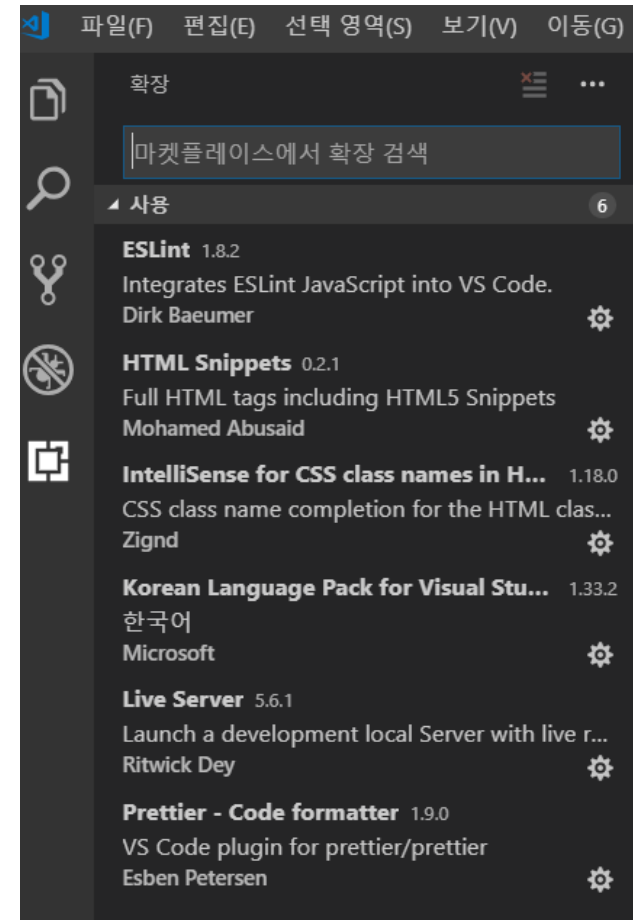 파일(F) 편집(E) 선택 영역(S) 보기(V) 이동(G)
확장
마켓플레이스에서 확장 검색
사용 6
ESLint 1.8.2
Integrates ESLint JavaScript into VS Code.
Dirk Baeumer
HTML Snippets 0.2.1
Full HTML tags including HTML5 Snippets
Mohamed Abusaid
IntelliSense for CSS class names in H... 1.18.0
CSS class name completion for the HTML clas...
Zignd
Korean Language Pack for Visual Stu... 1.33.2
한국어
Microsoft
Live Server 5.6.1
Launch a development local Server with live r...
Ritwick Dey
Prettier - Code formatter 1.9.0
VS Code plugin for prettier/prettier
Esben Petersen